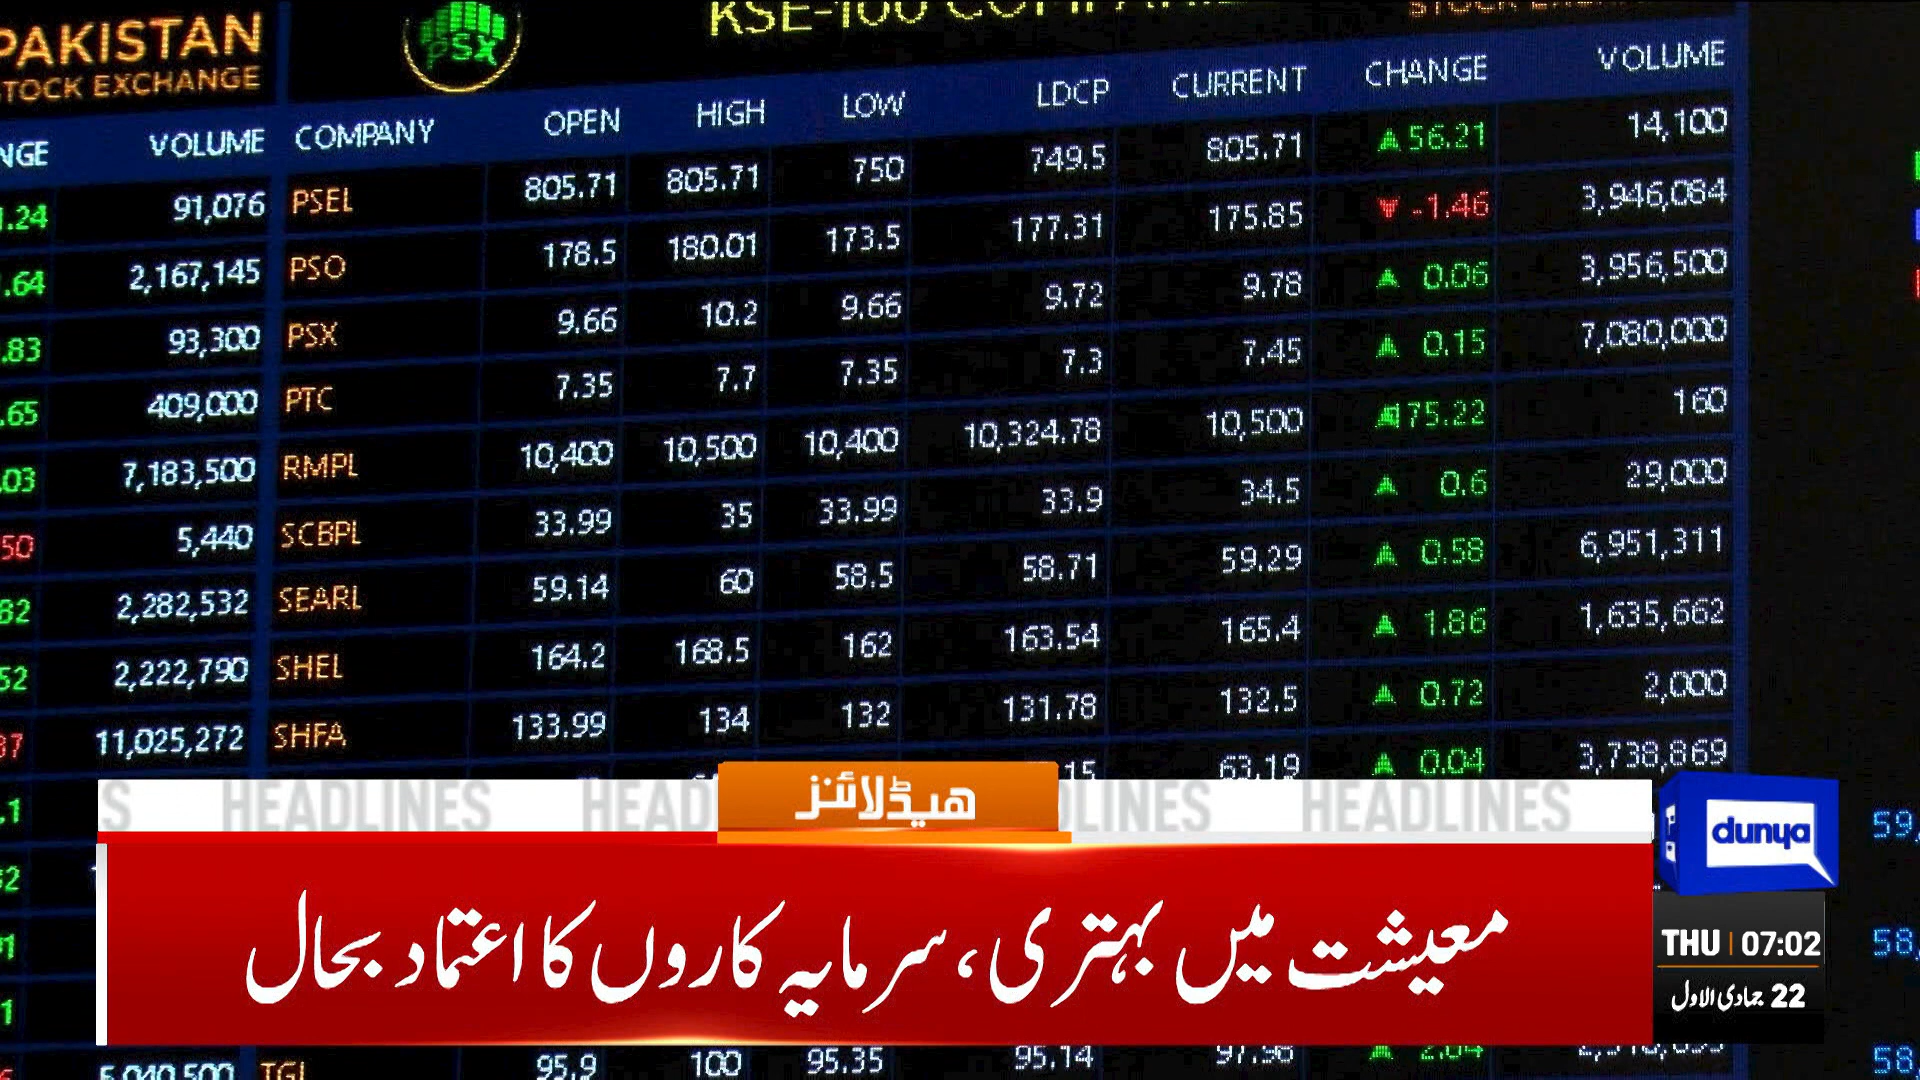 PAKISTAN
STOCK EXCHANGE
PSX
KSE-100
VOLUME COMPANY OPEN HIGH LOW LDCP CURRENT CHANGE VOLUME
91,076 PSEL 805.71 805.71 750 749.5 805.71 56.21 14,100
2,167,145 PSO 178.5 180.01 173.5 177.31 175.85 -1.46 3,946,084
93,300 PSX 9.66 10.2 9.66 9.72 9.78 0.06 3,956,500
409,000 PTC 7.35 7.7 7.35 7.3 7.45 0.15 7,080,000
7,183,500 RMPL 10,400 10,500 10,400 10,324.78 10,500 75.22 160
5,440 SCBPL 33.99 35 33.99 33.9 34.5 0.6 29,000
2,282,532 SEARL 59.14 60 58.5 58.71 59.29 0.58 6,951,311
2,222,790 SHEL 164.2 168.5 162 163.54 165.4 1.86 1,635,662
11,025,272 SHFA 133.99 134 132 131.78 132.5 0.72 2,000
63.19 0.04 3,738,869
HEADLINES HEADLINES
ہیڈلائنز
معیشت میں بہتری، سرمایہ کاروں کا اعتماد بحال
dunya
THU 07:02
22 جمادی الاول
TGL 95.9 100 95.35 95.14 97.98